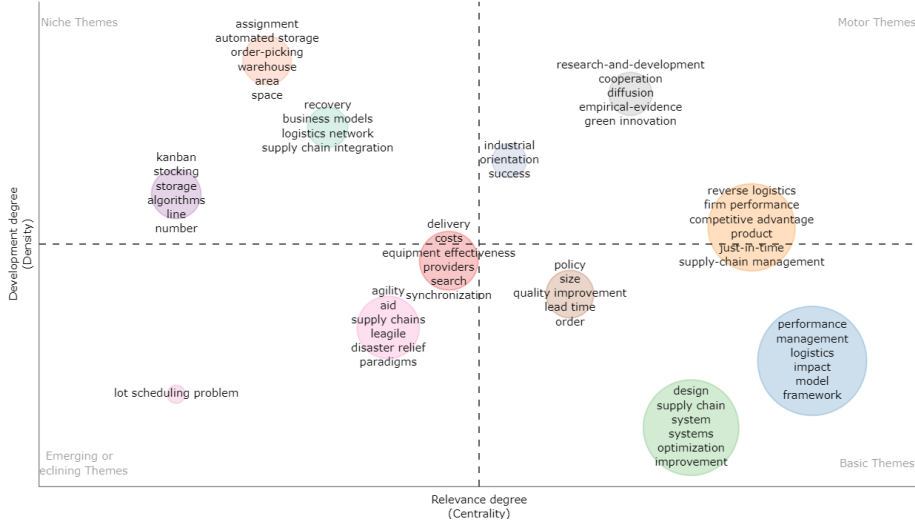 Niche Themes
Motor Themes
assignment
automated storage
order-picking
warehouse
area
space
recovery
business models
logistics network
supply chain integration
research-and-development
cooperation
diffusion
empirical-evidence
green innovation
industrial
orientation
success
kanban
stocking
storage
algorithms
line
number
reverse logistics
firm performance
competitive advantage
product
just-in-time
supply-chain management
Development degree
(Density)
delivery
costs
equipment effectiveness
providers
search
synchronization
policy
size
quality improvement
lead time
order
agility
aid
supply chains
leagile
disaster relief
paradigms
performance
management
logistics
impact
model
framework
lot scheduling problem
design
supply chain
system
systems
optimization
improvement
Emerging or
eclining Themes
Basic Themes
Relevance degree
(Centrality)